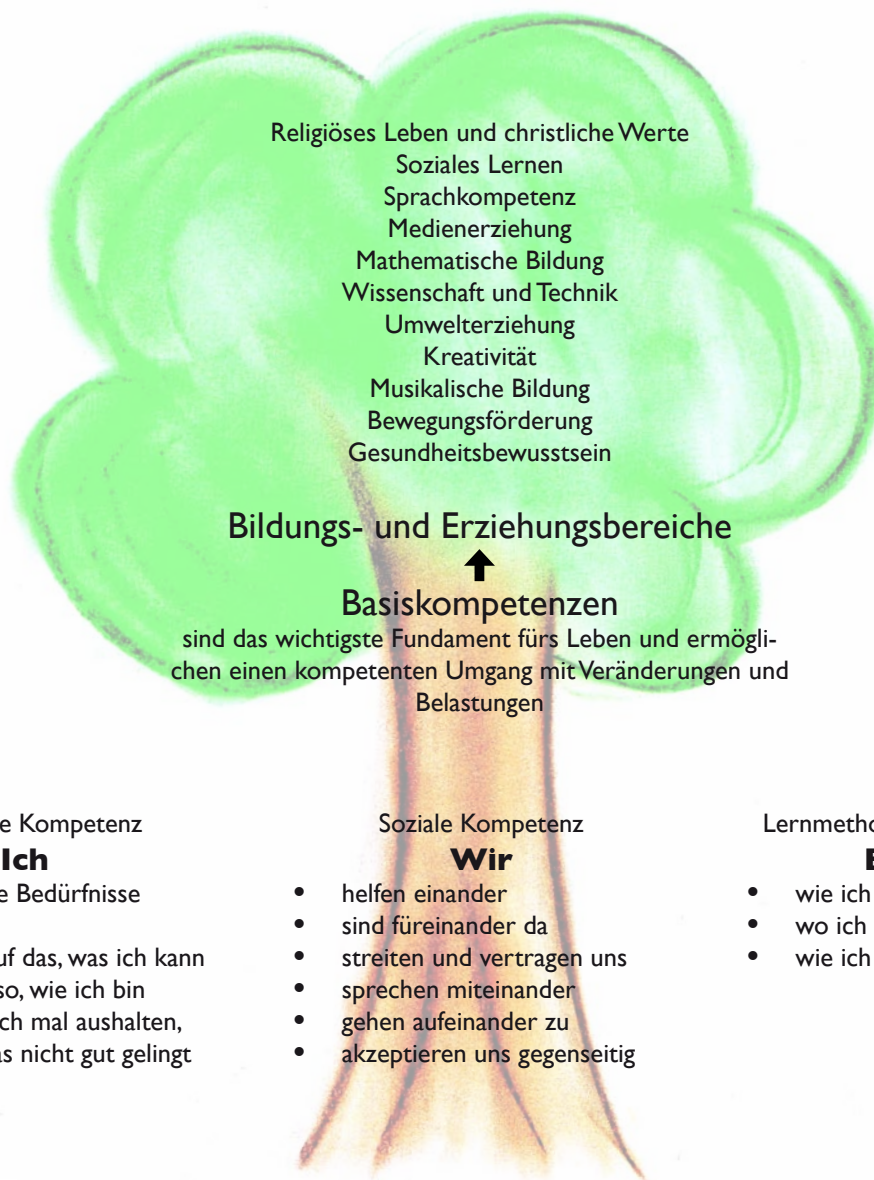 Religiöses Leben und christliche Werte
Soziales Lernen
Sprachkompetenz
Medienerziehung
Mathematische Bildung
Wissenschaft und Technik
Umwelterziehung
Kreativität
Musikalische Bildung
Bewegungsförderung
Gesundheitsbewusstsein
Bildungs- und Erziehungsbereiche
Basiskompetenzen
sind das wichtigste Fundament fürs Leben und ermögli-
chen einen kompetenten Umgang mit Veränderungen und
Belastungen
Kompetenz
Ich
Bedürfnisse
das, was ich kann
so, wie ich bin
mal aushalten,
nicht gut gelingt
Soziale Kompetenz
Wir
• helfen einander
• sind füreinander da
• streiten und vertragen uns
• sprechen miteinander
• gehen aufeinander zu
• akzeptieren uns gegenseitig
• wie ich
• wo ich
• wie ich